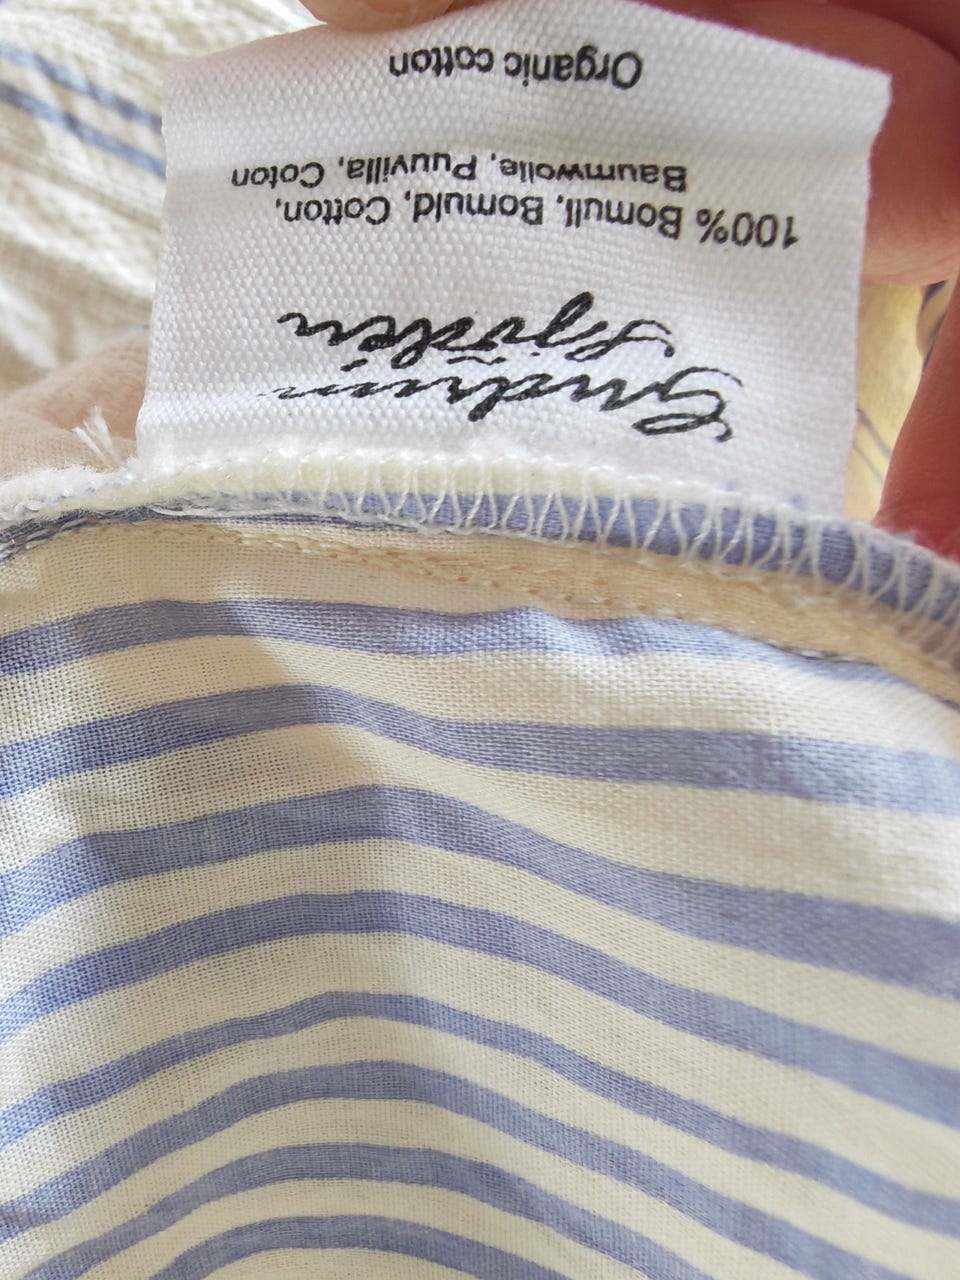 Gudrun
Sjödén
100% Bomull, Bomuld, Cotton,
Baumwolle, Puuvilla, Coton
Organic cotton